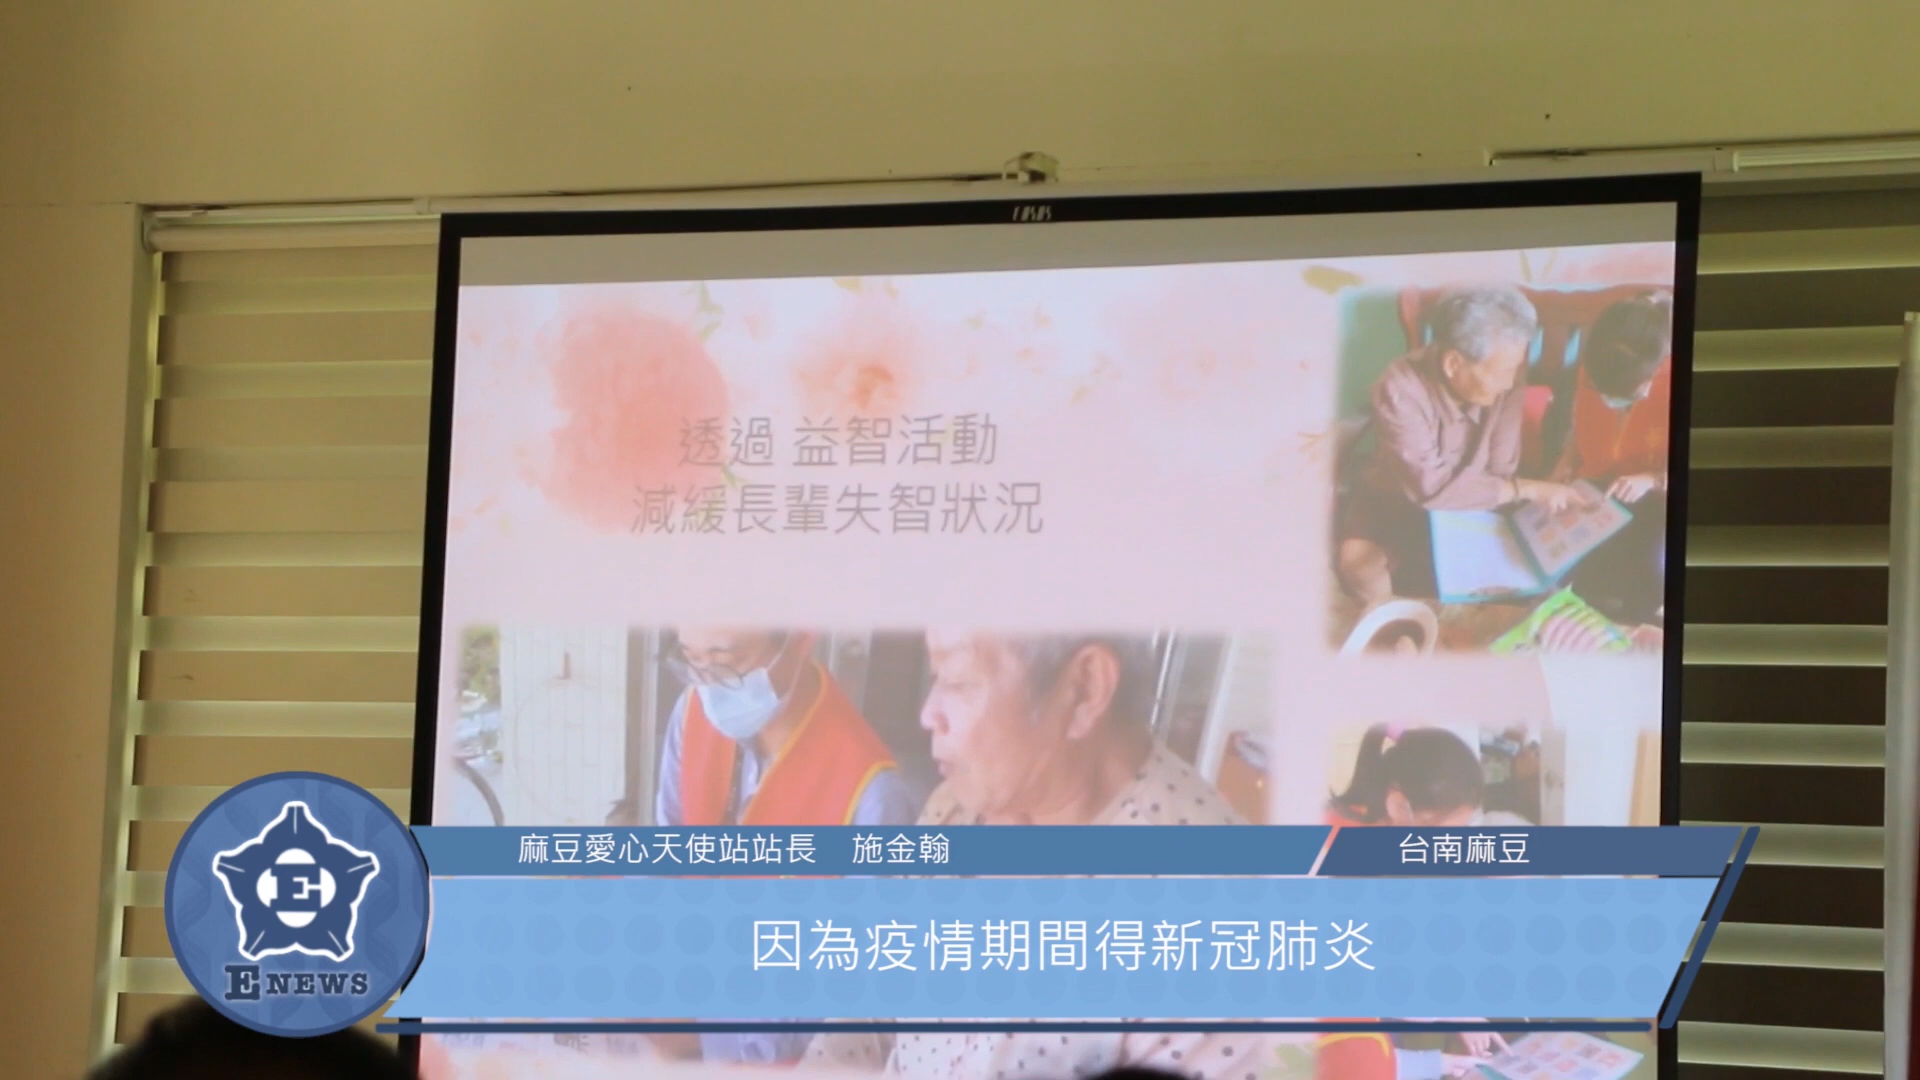 CASOS
透過 益智活動
減緩長輩失智狀況
麻豆愛心天使站站長 施金翰
台南麻豆
因為疫情期間得新冠肺炎
E
E NEWS